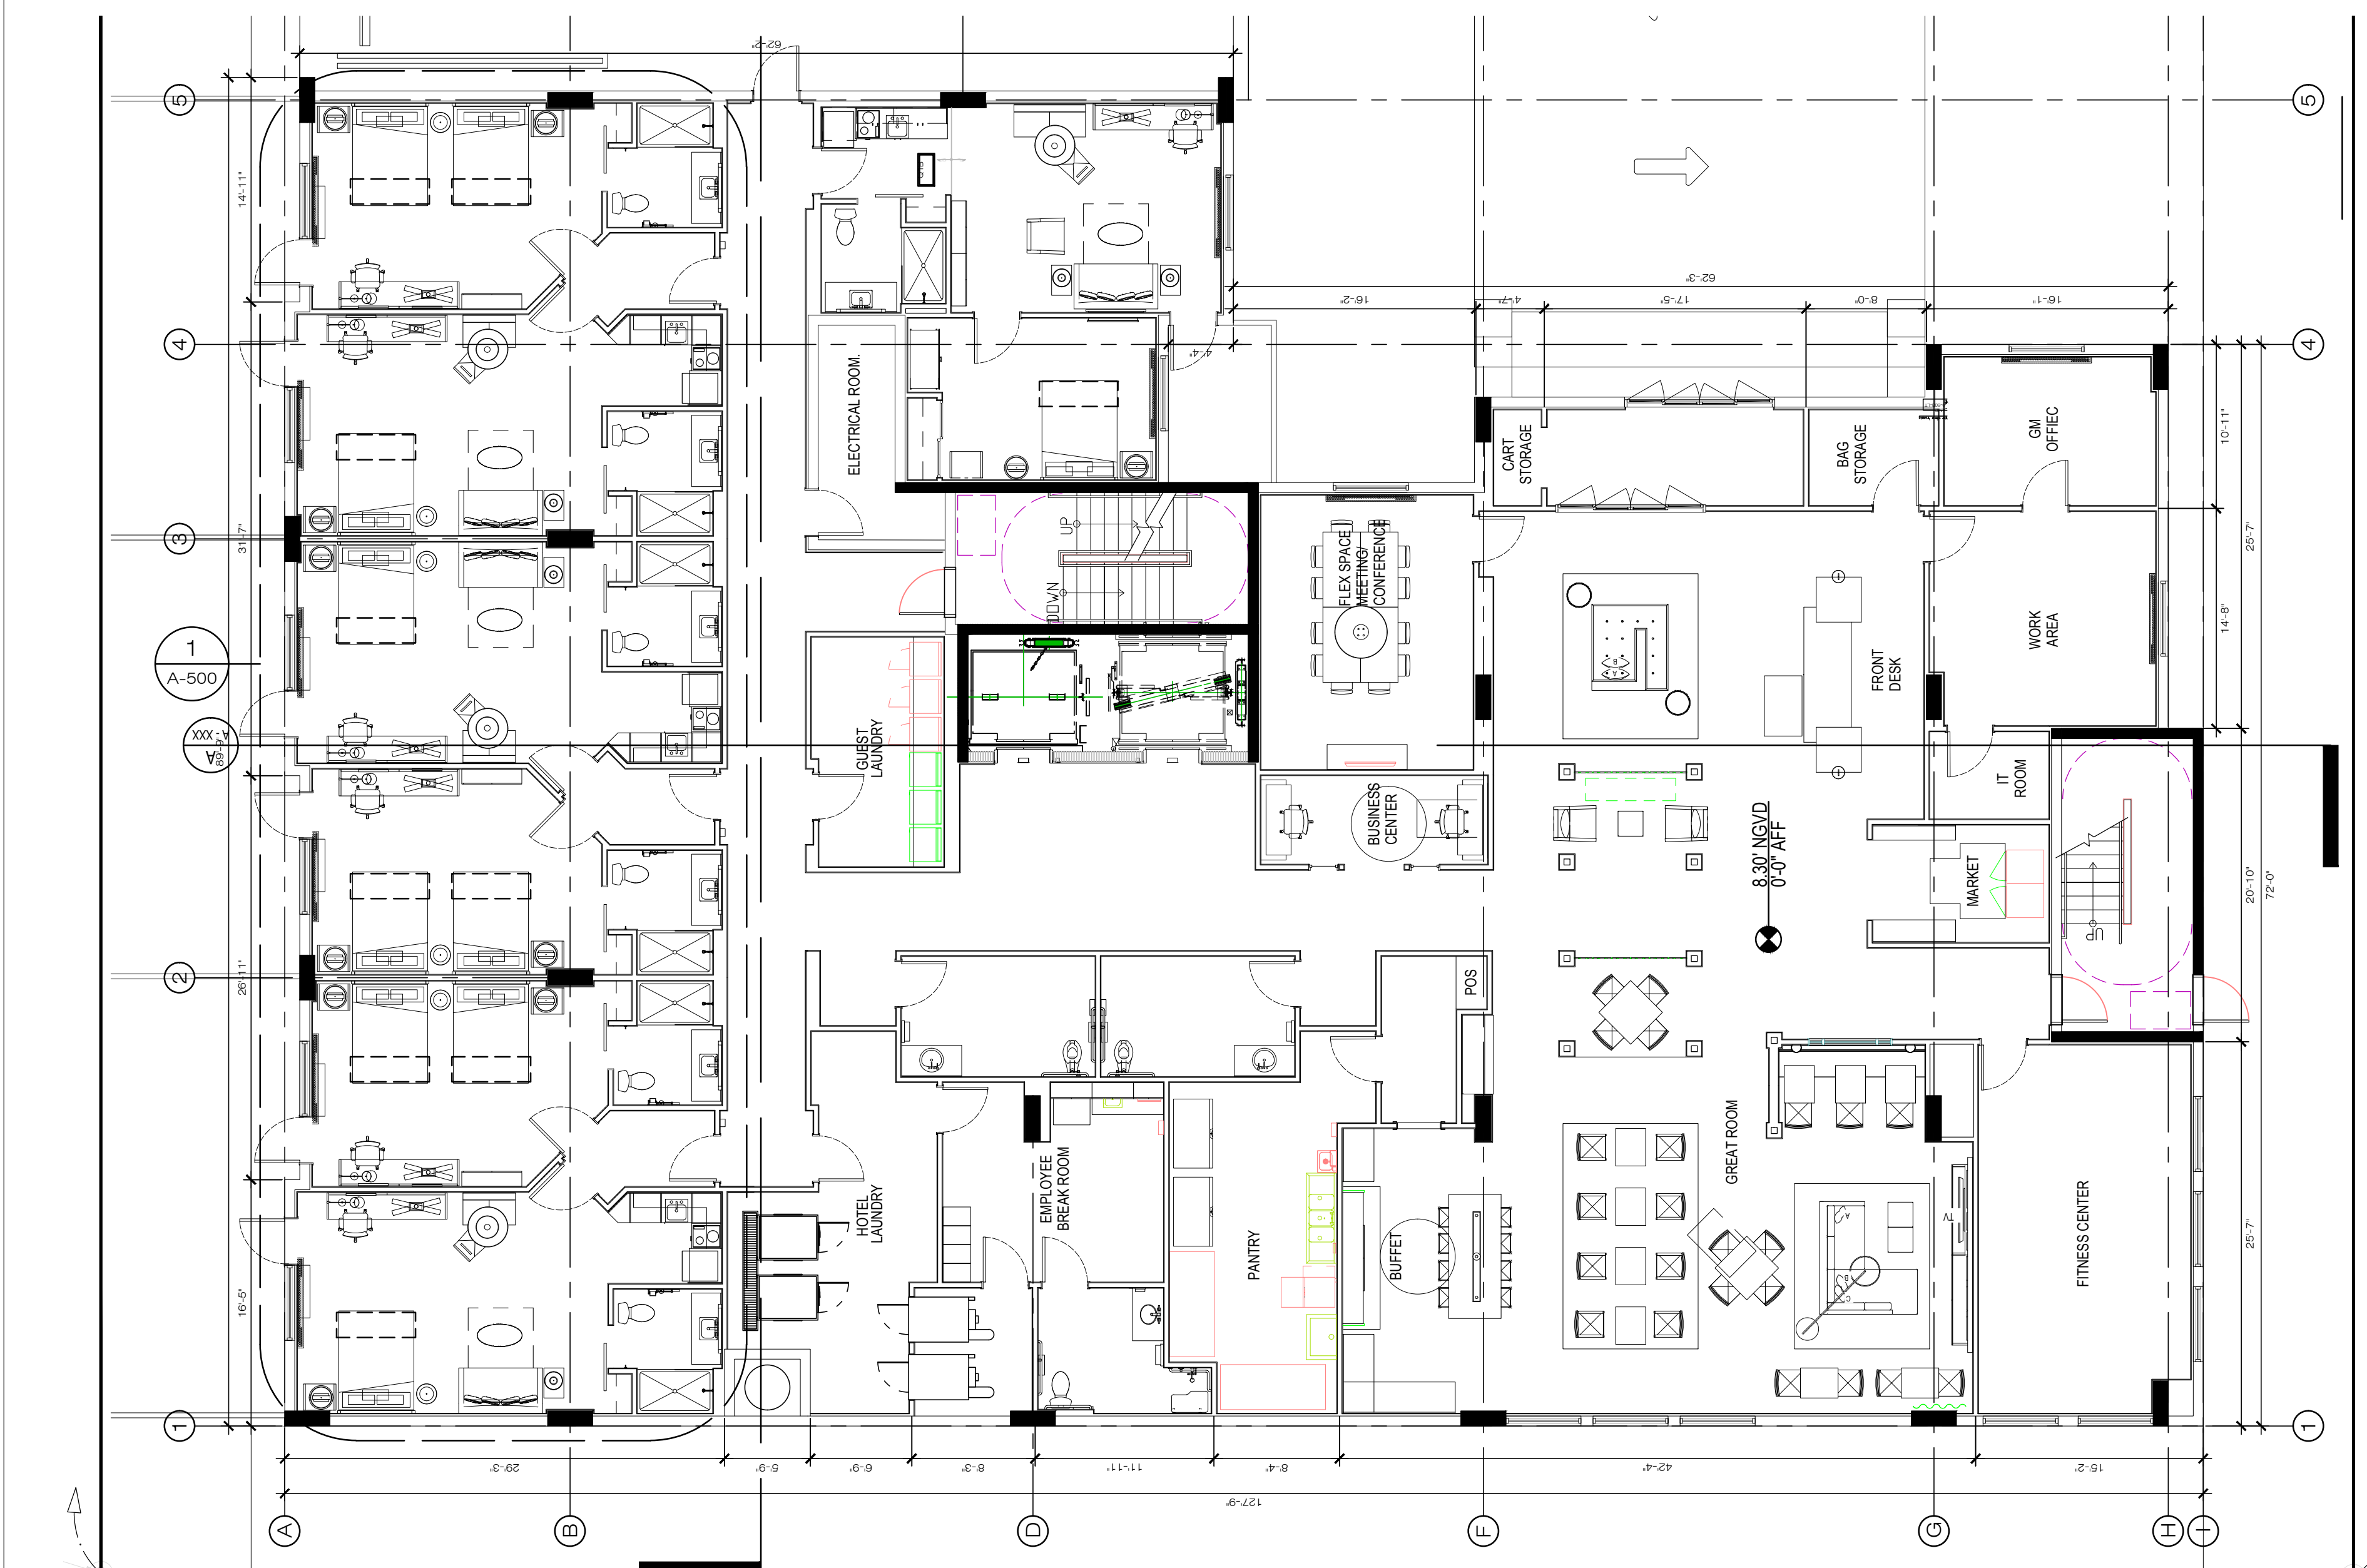 62'-2"
5
5
14'-11"
62'-3"
16'-2"
4'-7"
17'-5"
8'-0"
16'-1"
4
4
4'-4"
ELECTRICAL ROOM.
CART
STORAGE
BAG
STORAGE
GM
OFFIEC
10'-11"
3
31'-7"
UP
DOWN
FLEX SPACE
MEETING/
CONFERENCE
25'-7"
14'-8"
WORK
AREA
FRONT
DESK
A
B
1
A-500
A-XXX
A
89'-9"
GUEST
LAUNDRY
BUSINESS
CENTER
IT
ROOM
8.30' NGVD
0'-0" AFF
MARKET
UP
20'-10"
72'-0"
2
26'-11"
POS
GREAT ROOM
EMPLOYEE
BREAK ROOM
HOTEL
LAUNDRY
PANTRY
BUFFET
FITNESS CENTER
TV
A
B
C
25'-7"
16'-5"
1
1
29'-3"
5'-9"
6'-9"
8'-3"
11'-11"
8'-4"
42'-4"
15'-2"
127'-9"
A
B
D
F
G
H
I